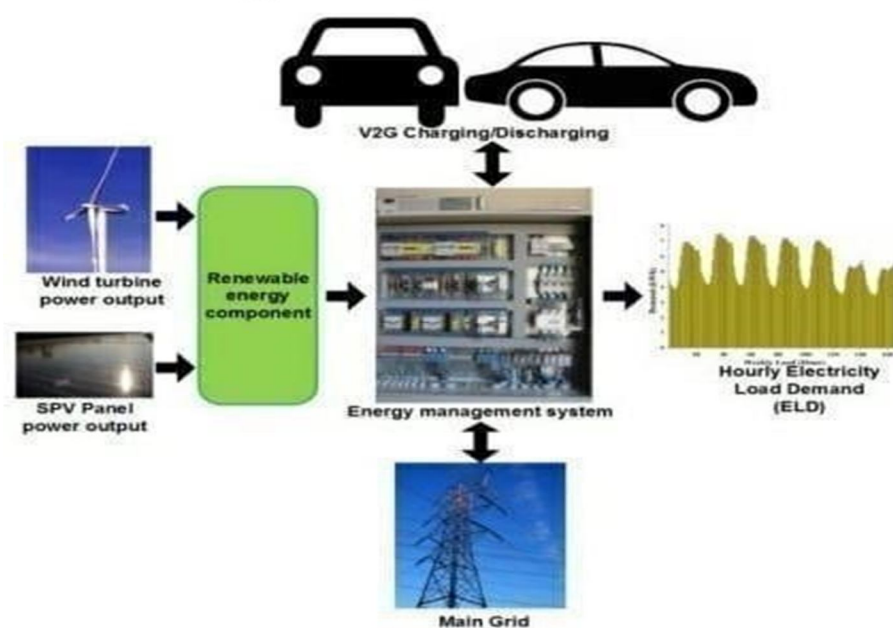 V2G Charging/Discharging
Wind turbine
power output
Renewable
energy
component
SPV Panel
power output
Energy management system
Hourly Electricity
Load Demand
(ELD)
Main Grid